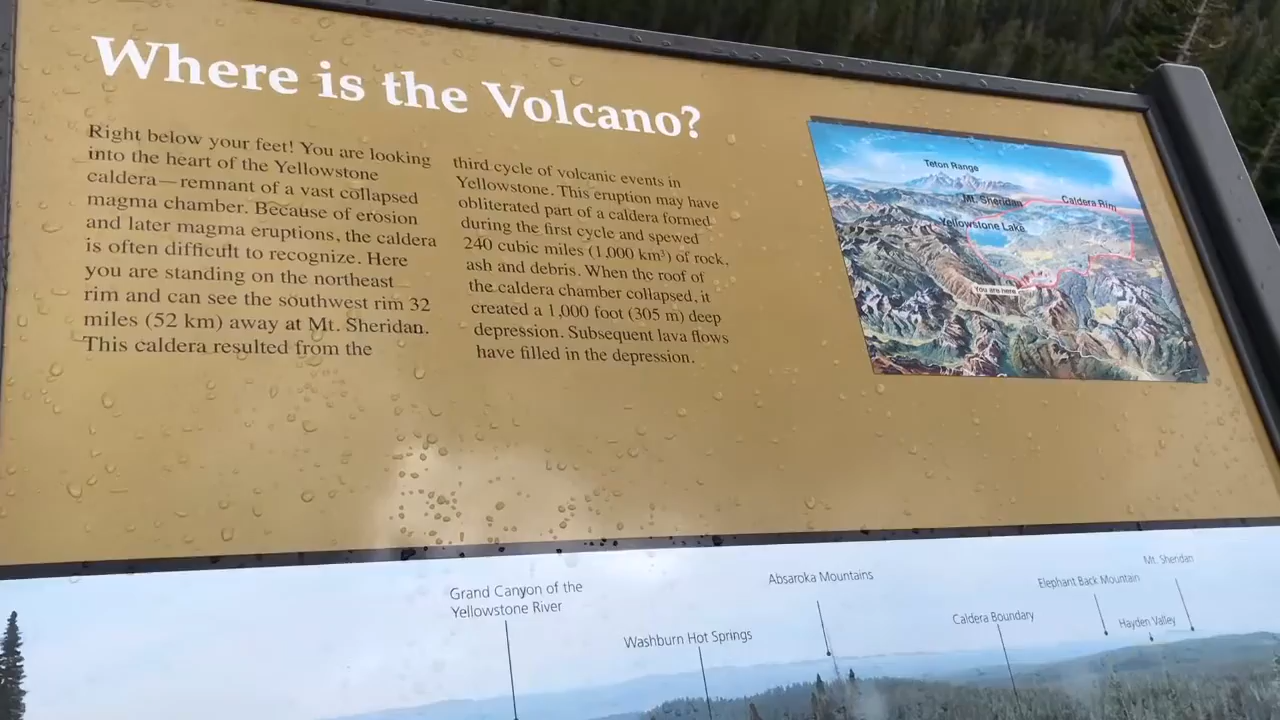 Where is the Volcano?
Right below your feet! You are looking
into the heart of the Yellowstone
caldera—remnant of a vast collapsed
magma chamber. Because of erosion
and later magma eruptions, the caldera
is often difficult to recognize. Here
you are standing on the northeast
rim and can see the southwest rim 32
miles (52 km) away at Mt. Sheridan.
This caldera resulted from the
third cycle of volcanic events in
Yellowstone. This eruption may have
obliterated part of a caldera formed
during the first cycle and spewed
240 cubic miles (1,000 km³) of rock,
ash and debris. When the roof of
the caldera chamber collapsed, it
created a 1,000 foot (305 m) deep
depression. Subsequent lava flows
have filled in the depression.
Teton Range
Mt. Sheridan
Caldera Rim
Yellowstone Lake
You are here
Grand Canyon of the
Yellowstone River
Washburn Hot Springs
Absaroka Mountains
Caldera Boundary
Elephant Back Mountain
Hayden Valley
Mt. Sheridan